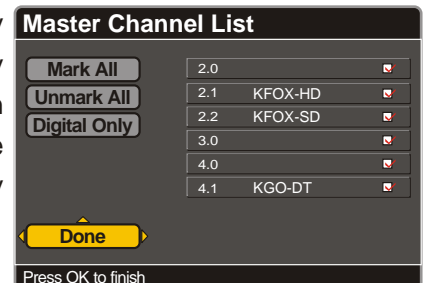 Master Channel List
Mark All
Unmark All
Digital Only
2.0
2.1 KFOX-HD
2.2 KFOX-SD
3.0
4.0
4.1 KGO-DT
Done
Press OK to finish